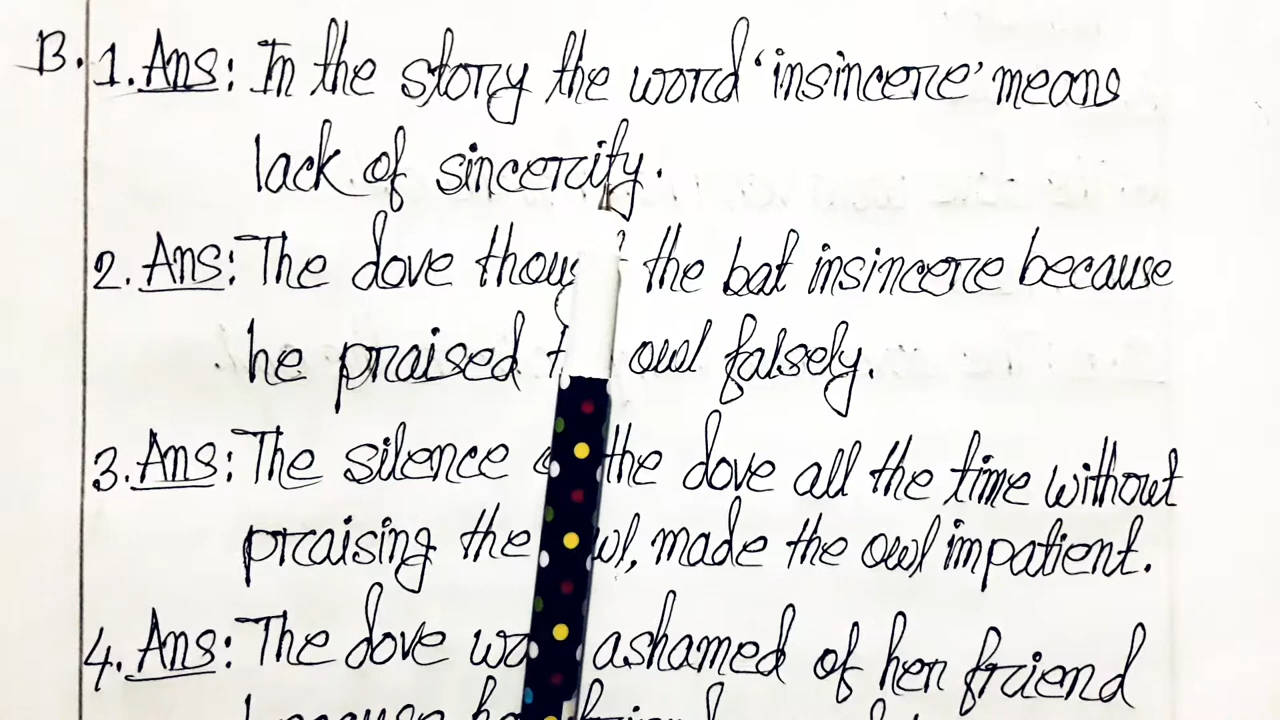 B. 1. Ans: In the story the word 'insincere' means
lack of sincerity.
2. Ans: The dove the bat insincere because
he praised owl falsely.
3. Ans: The silence the dove all the time without
praising the made the owl impatient.
4. Ans: The dove ashamed of her friend